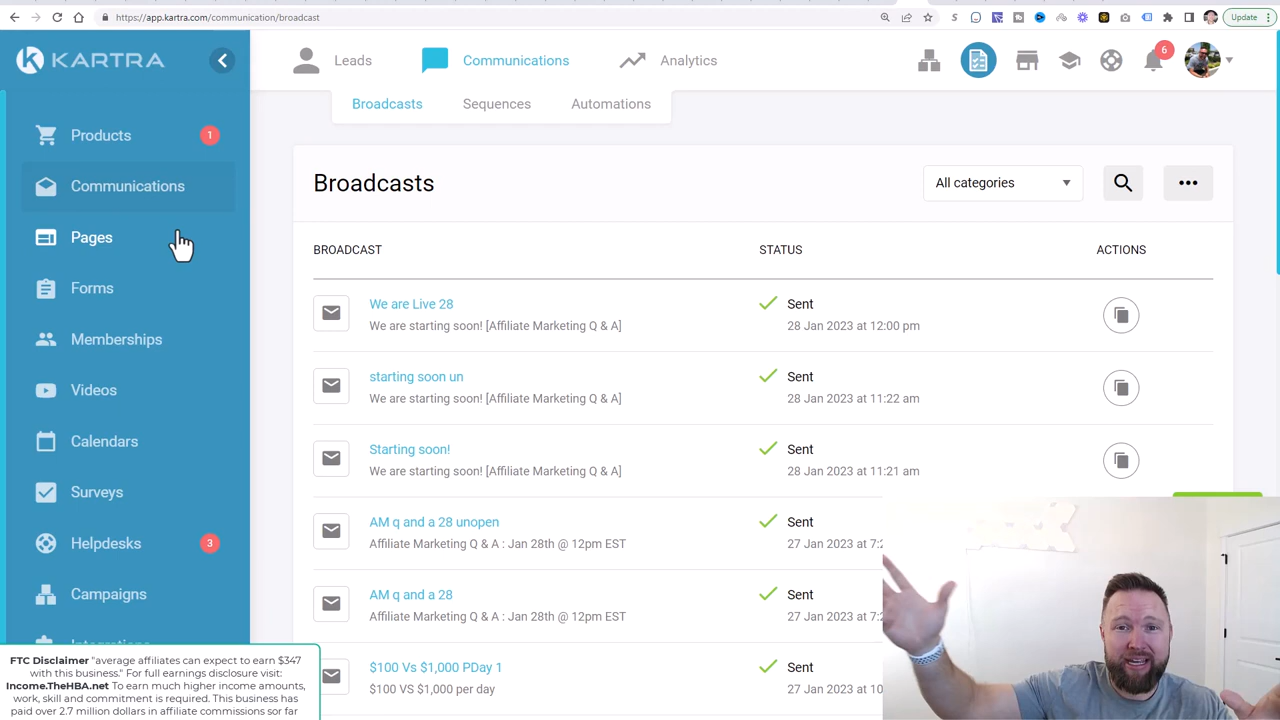 https://app.kartra.com/communication/broadcast
Update
KARTRA
Leads
Communications
Analytics
6
Broadcasts
Sequences
Automations
Products
1
Communications
Pages
Forms
Memberships
Videos
Calendars
Surveys
Helpdesks
3
Campaigns
Integrations
Broadcasts
All categories
BROADCAST
STATUS
ACTIONS
We are Live 28
We are starting soon! [Affiliate Marketing Q & A]
Sent
28 Jan 2023 at 12:00 pm
starting soon un
We are starting soon! [Affiliate Marketing Q & A]
Sent
28 Jan 2023 at 11:22 am
Starting soon!
We are starting soon! [Affiliate Marketing Q & A]
Sent
28 Jan 2023 at 11:21 am
AM q and a 28 unopen
Affiliate Marketing Q & A : Jan 28th @ 12pm EST
Sent
27 Jan 2023 at 7:2
AM q and a 28
Affiliate Marketing Q & A : Jan 28th @ 12pm EST
Sent
27 Jan 2023 at 7:2
$100 Vs $1,000 PDay 1
$100 VS $1,000 per day
Sent
27 Jan 2023 at 10
FTC Disclaimer "average affiliates can expect to earn $347
with this business." For full earnings disclosure visit:
Income.TheHBA.net To earn much higher income amounts,
work, skill and commitment is required. This business has
paid over 2.7 million dollars in affiliate commissions sor far